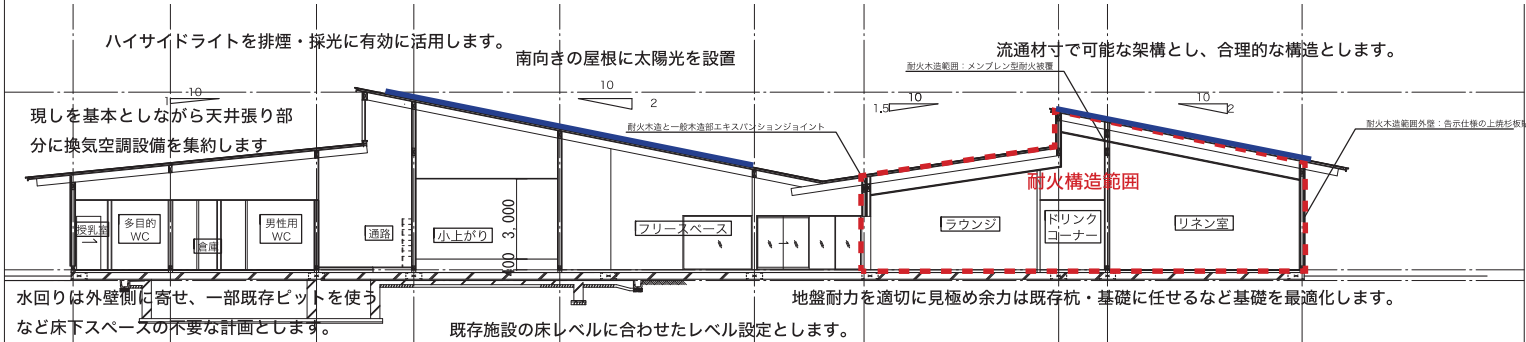 ハイサイドライトを排煙・採光に有効に活用します。
南向きの屋根に太陽光を設置
流通材寸で可能な架構とし、合理的な構造とします。
耐火木造範囲：メンブレン型耐火被覆
10
1
10
2
10
1.5
10
2
現しを基本としながら天井張り部
分に換気空調設備を集約します
耐火木造と一般木造部エキスパンションジョイント
耐火木造範囲外壁：告示仕様の上焼杉板
耐火構造範囲
授乳室
1
多目的
WC
倉庫
男性用
WC
通路
小上がり
3,000
400
フリースペース
1
ラウンジ
ドリンク
コーナー
リネン室
水回りは外壁側に寄せ、一部既存ピットを使う
など床下スペースの不要な計画とします。
既存施設の床レベルに合わせたレベル設定とします。
地盤耐力を適切に見極め余力は既存杭・基礎に任せるなど基礎を最適化します。